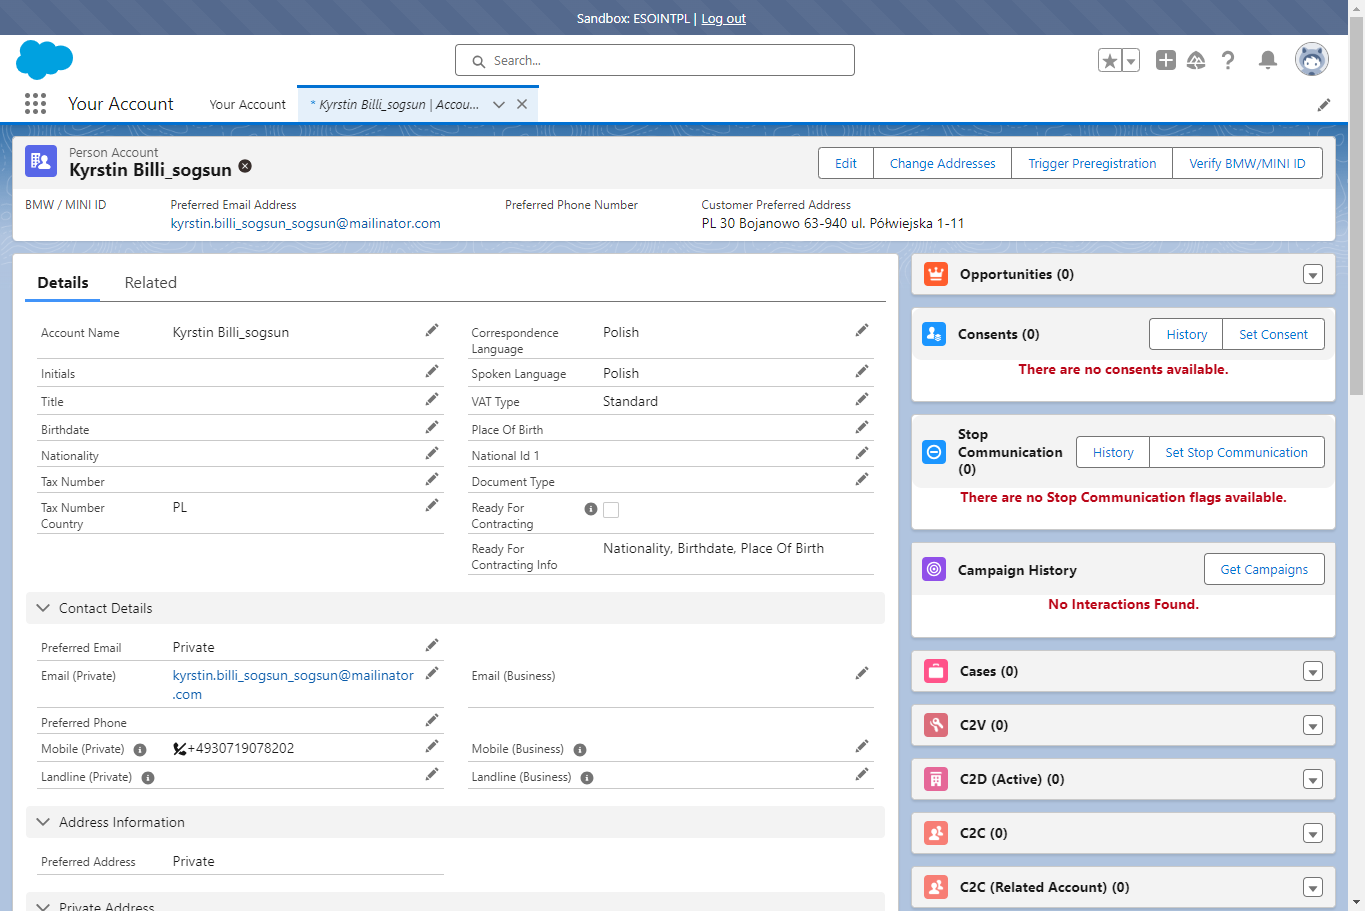 Sandbox: ESOINTPL | Log out
Search...
Your Account
Your Account
* Kyrstin Billi_sogsun | Accou...
Person Account
Kyrstin Billi_sogsun
Edit
Change Addresses
Trigger Preregistration
Verify BMW/MINI ID
BMW / MINI ID
Preferred Email Address
kyrstin.billi_sogsun_sogsun@mailinator.com
Preferred Phone Number
Customer Preferred Address
PL 30 Bojanowo 63-940 ul. Półwiejska 1-11
Details
Related
Account Name
Kyrstin Billi_sogsun
Initials
Title
Birthdate
Nationality
Tax Number
Tax Number
Country
PL
Correspondence
Language
Polish
Spoken Language
Polish
VAT Type
Standard
Place Of Birth
National Id 1
Document Type
Ready For
Contracting
Ready For
Contracting Info
Nationality, Birthdate, Place Of Birth
Contact Details
Preferred Email
Private
Email (Private)
kyrstin.billi_sogsun_sogsun@mailinator
.com
Email (Business)
Preferred Phone
Mobile (Private)
+4930719078202
Mobile (Business)
Landline (Private)
Landline (Business)
Address Information
Preferred Address
Private
Private Address
Opportunities (0)
Consents (0)
History
Set Consent
There are no consents available.
Stop
Communication
(0)
History
Set Stop Communication
There are no Stop Communication flags available.
Campaign History
Get Campaigns
No Interactions Found.
Cases (0)
C2V (0)
C2D (Active) (0)
C2C (0)
C2C (Related Account) (0)